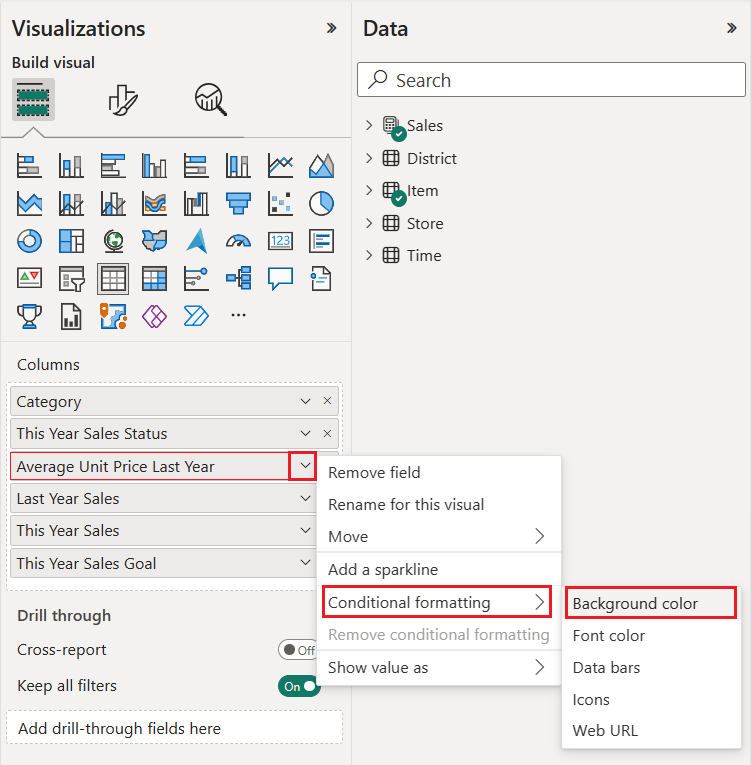 Visualizations
Build visual
123
Columns
Category
This Year Sales Status
Average Unit Price Last Year
Last Year Sales
This Year Sales
This Year Sales Goal
Drill through
Cross-report
Off
Keep all filters
On
Add drill-through fields here
Remove field
Rename for this visual
Move
Add a sparkline
Conditional formatting
Remove conditional formatting
Show value as
Background color
Font color
Data bars
Icons
Web URL
Data
Search
Sales
District
Item
Store
Time